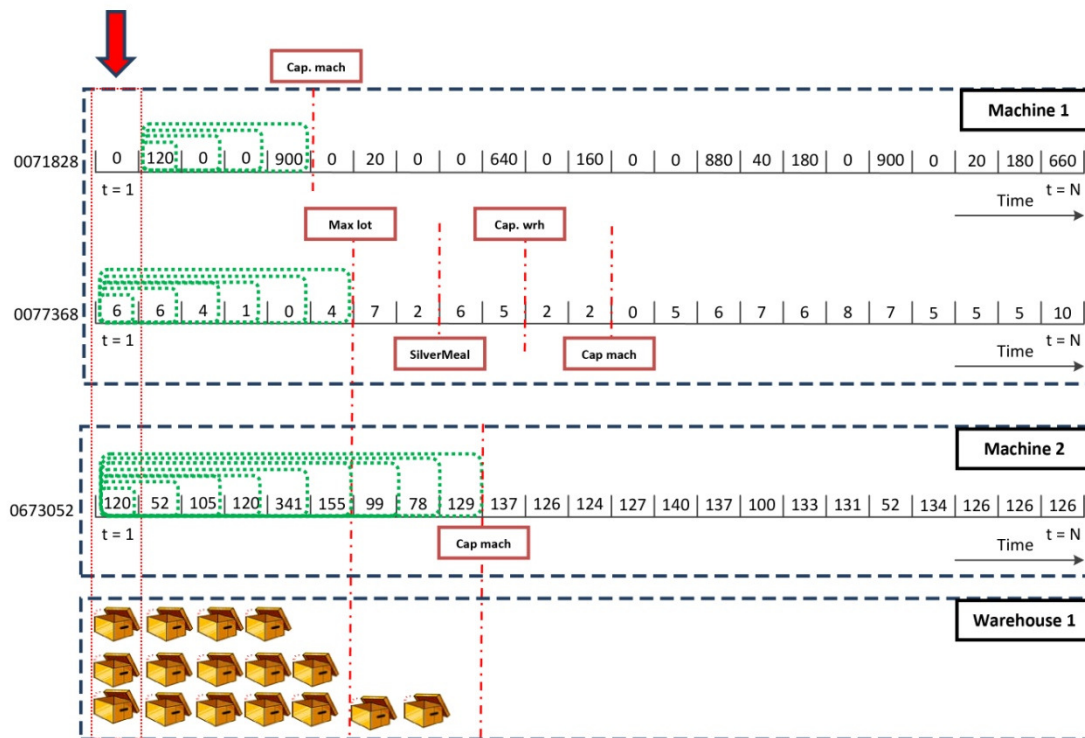 Cap. mach
Machine 1
0071828 0 120 0 0 900 0 20 0 0 640 0 160 0 0 880 40 180 0 900 0 20 180 660
t = 1 Time t = N
Max lot Cap. wrh
0077368 6 6 4 1 0 4 7 2 6 5 2 2 0 5 6 7 6 8 7 5 5 5 10
t = 1 Time t = N
SilverMeal Cap mach
Machine 2
0673052 120 52 105 120 341 155 99 78 129 137 126 124 127 140 137 100 133 131 52 134 126 126 126
t = 1 Time t = N
Cap mach
Warehouse 1